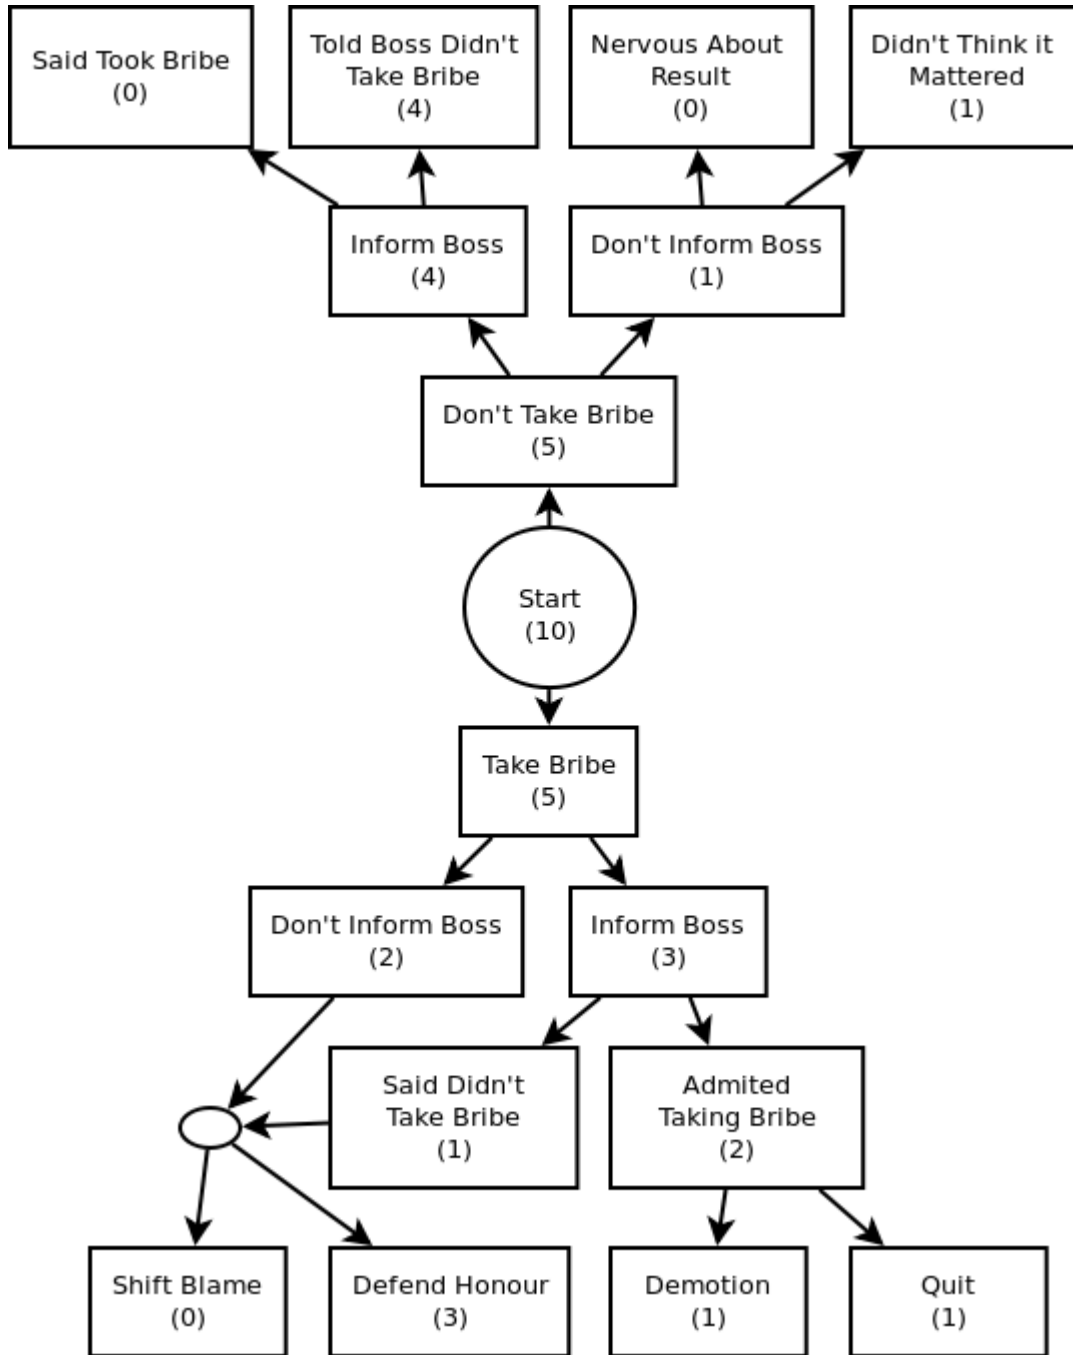 Said Took Bribe
(0)
Told Boss Didn't
Take Bribe
(4)
Nervous About
Result
(0)
Didn't Think it
Mattered
(1)
Inform Boss
(4)
Don't Inform Boss
(1)
Don't Take Bribe
(5)
Start
(10)
Take Bribe
(5)
Don't Inform Boss
(2)
Inform Boss
(3)
Said Didn't
Take Bribe
(1)
Admited
Taking Bribe
(2)
Shift Blame
(0)
Defend Honour
(3)
Demotion
(1)
Quit
(1)